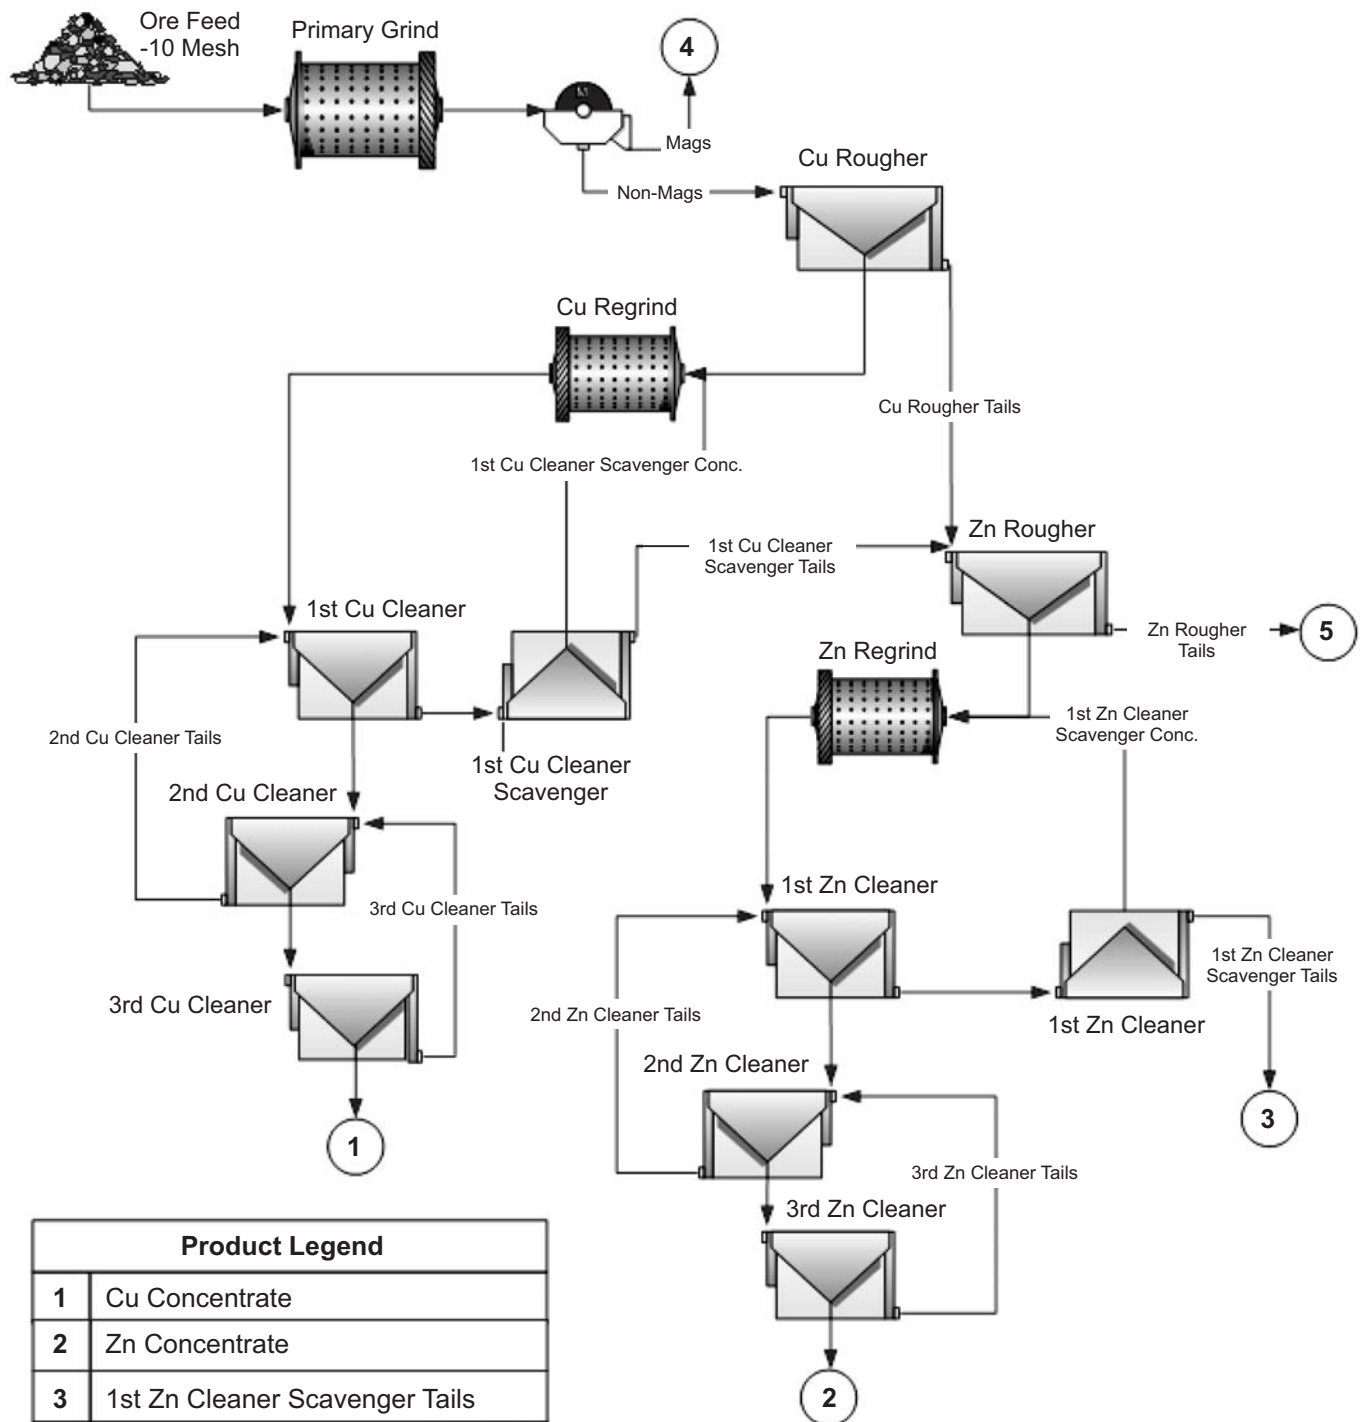 Ore Feed
-10 Mesh
Primary Grind
4
M
Mags
Non-Mags
Cu Rougher
Cu Regrind
Cu Rougher Tails
1st Cu Cleaner Scavenger Conc.
1st Cu Cleaner
Scavenger Tails
Zn Rougher
1st Cu Cleaner
Zn Rougher
Tails
5
Zn Regrind
2nd Cu Cleaner Tails
1st Zn Cleaner
Scavenger Conc.
1st Cu Cleaner
Scavenger
2nd Cu Cleaner
3rd Cu Cleaner Tails
1st Zn Cleaner
1st Zn Cleaner
Scavenger Tails
3rd Cu Cleaner
2nd Zn Cleaner Tails
1st Zn Cleaner
2nd Zn Cleaner
3
1
3rd Zn Cleaner Tails
3rd Zn Cleaner
2
Product Legend
1 Cu Concentrate
2 Zn Concentrate
3 1st Zn Cleaner Scavenger Tails